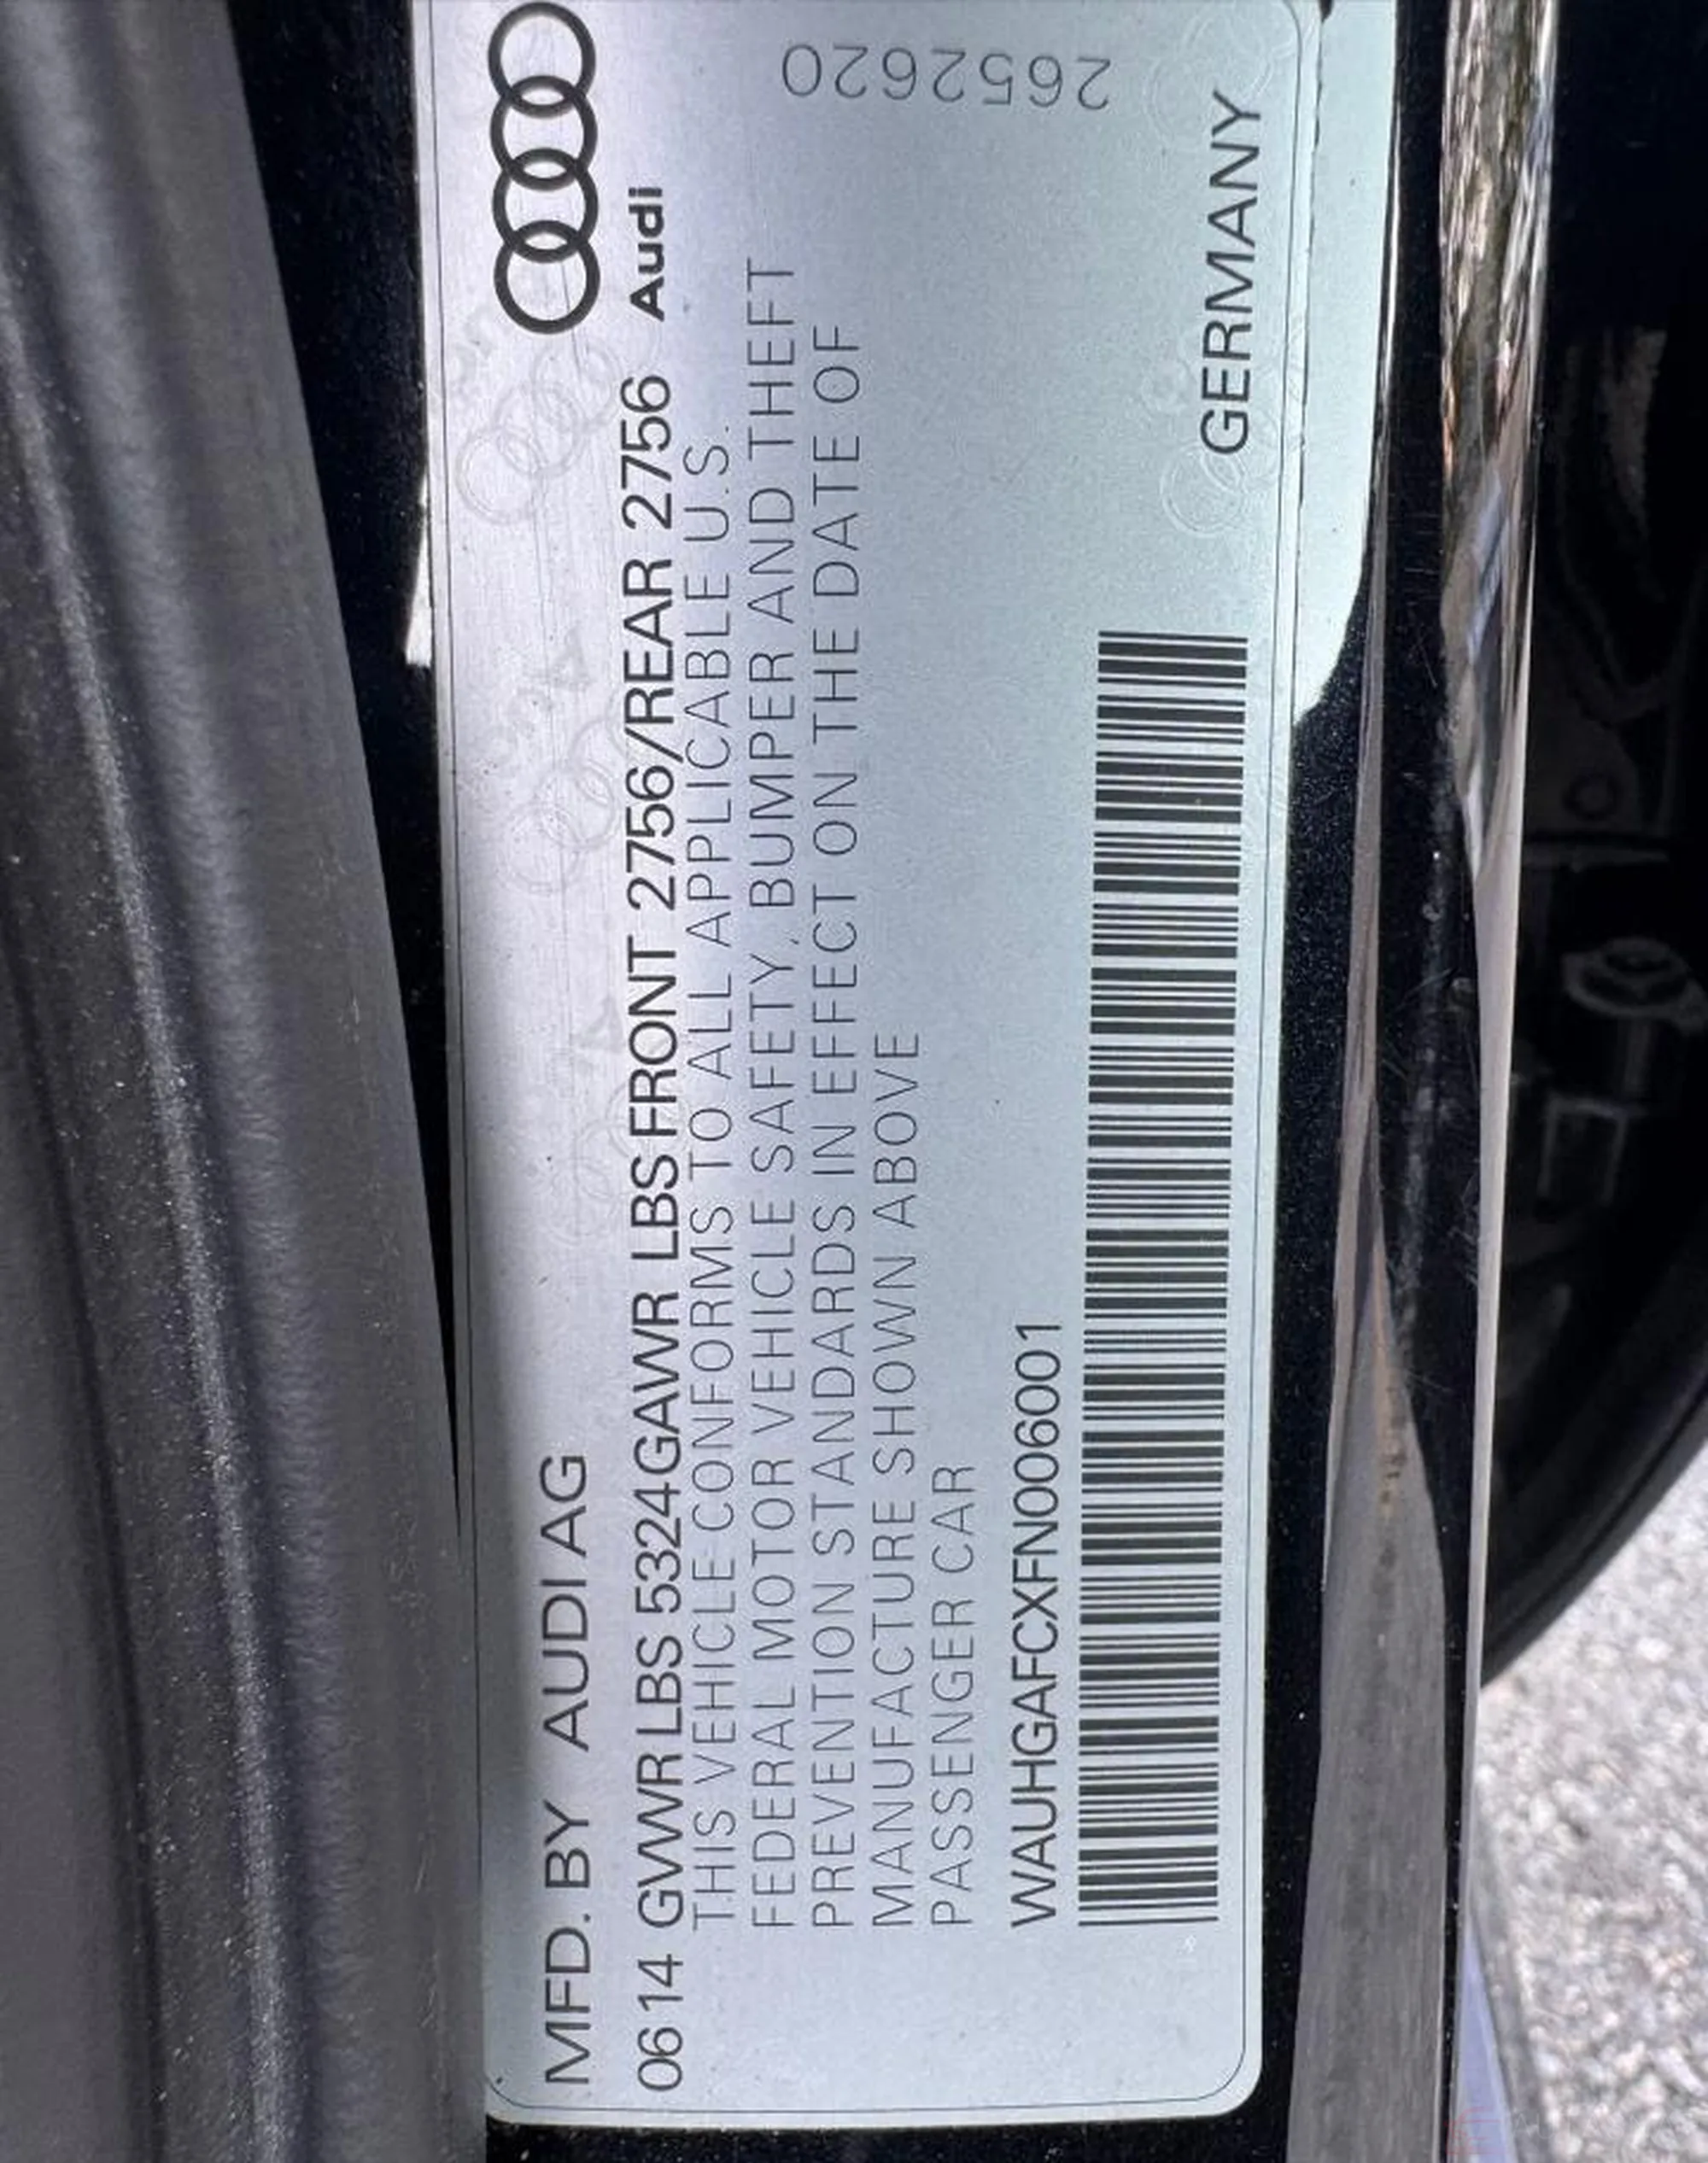 MFD. BY AUDI AG
06 14 GVWR LBS 5324 GAWR LBS FRONT 2756/REAR 2756
Audi
THIS VEHICLE CONFORMS TO ALL APPLICABLE U.S.
FEDERAL MOTOR VEHICLE SAFETY, BUMPER AND THEFT
PREVENTION STANDARDS IN EFFECT ON THE DATE OF
MANUFACTURE SHOWN ABOVE
PASSENGER CAR
WAUHGAFCXFN006001
GERMANY
2652620